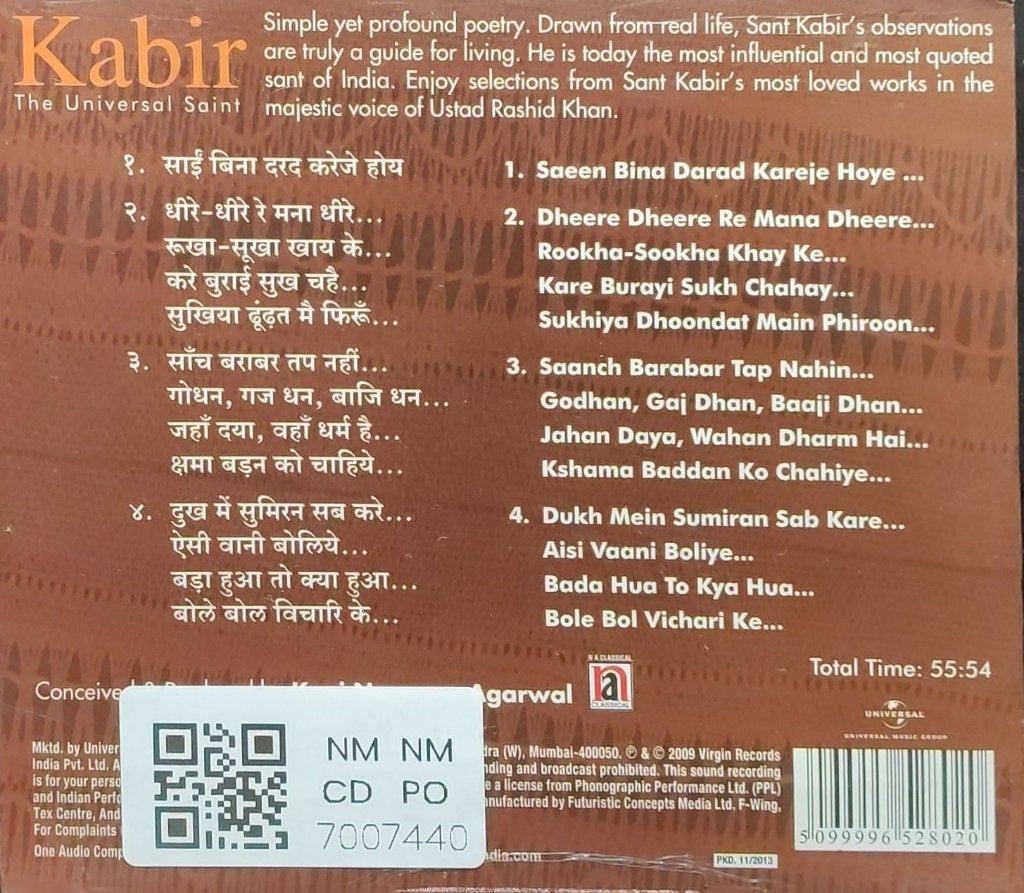 Kabir
The Universal Saint
Simple yet profound poetry. Drawn from real life, Sant Kabir's observations
are truly a guide for living. He is today the most influential and most quoted
sant of India. Enjoy selections from Sant Kabir's most loved works in the
majestic voice of Ustad Rashid Khan.
१. साईं बिना दरद करेजे होय
२. धीरे-धीरे रे मना धीरे...
रूखा-सूखा खाय के...
करे बुराई सुख चहै...
सुखिया ढूंढ़त मै फिरूँ...
३. साँच बराबर तप नहीं...
गोधन, गज धन, बाजि धन...
जहाँ दया, वहाँ धर्म है...
क्षमा बड़न को चाहिये...
४. दुख में सुमिरन सब करे...
ऐसी वानी बोलिये...
बड़ा हुआ तो क्या हुआ...
बोले बोल विचारि के...
1. Saeen Bina Darad Kareje Hoye ...
2. Dheere Dheere Re Mana Dheere...
Rookha-Sookha Khay Ke...
Kare Burayi Sukh Chahay...
Sukhiya Dhoondat Main Phiroon...
3. Saanch Barabar Tap Nahin...
Godhan, Gaj Dhan, Baaji Dhan...
Jahan Daya, Wahan Dharm Hai...
Kshama Baddan Ko Chahiye...
4. Dukh Mein Sumiran Sab Kare...
Aisi Vaani Boliye...
Bada Hua To Kya Hua...
Bole Bol Vichari Ke...
Total Time: 55:54
Conceived Agarwal
N A CLASSICAL
na
CLASSICAL
UNIVERSAL
UNIVERSAL MUSIC GROUP
Mktd. by (W), Mumbai-400050. ℗ & © 2009 Virgin Records
India Pvt. Ltd. and broadcast prohibited. This sound recording
is for your a license from Phonographic Performance Ltd. (PPL)
and Indian by Futuristic Concepts Media Ltd. F-Wing,
Tex Centre,
For Complaints
One Audio
NM NM
CD PO
7007440
PKD. 11/2013
5 099996 528020